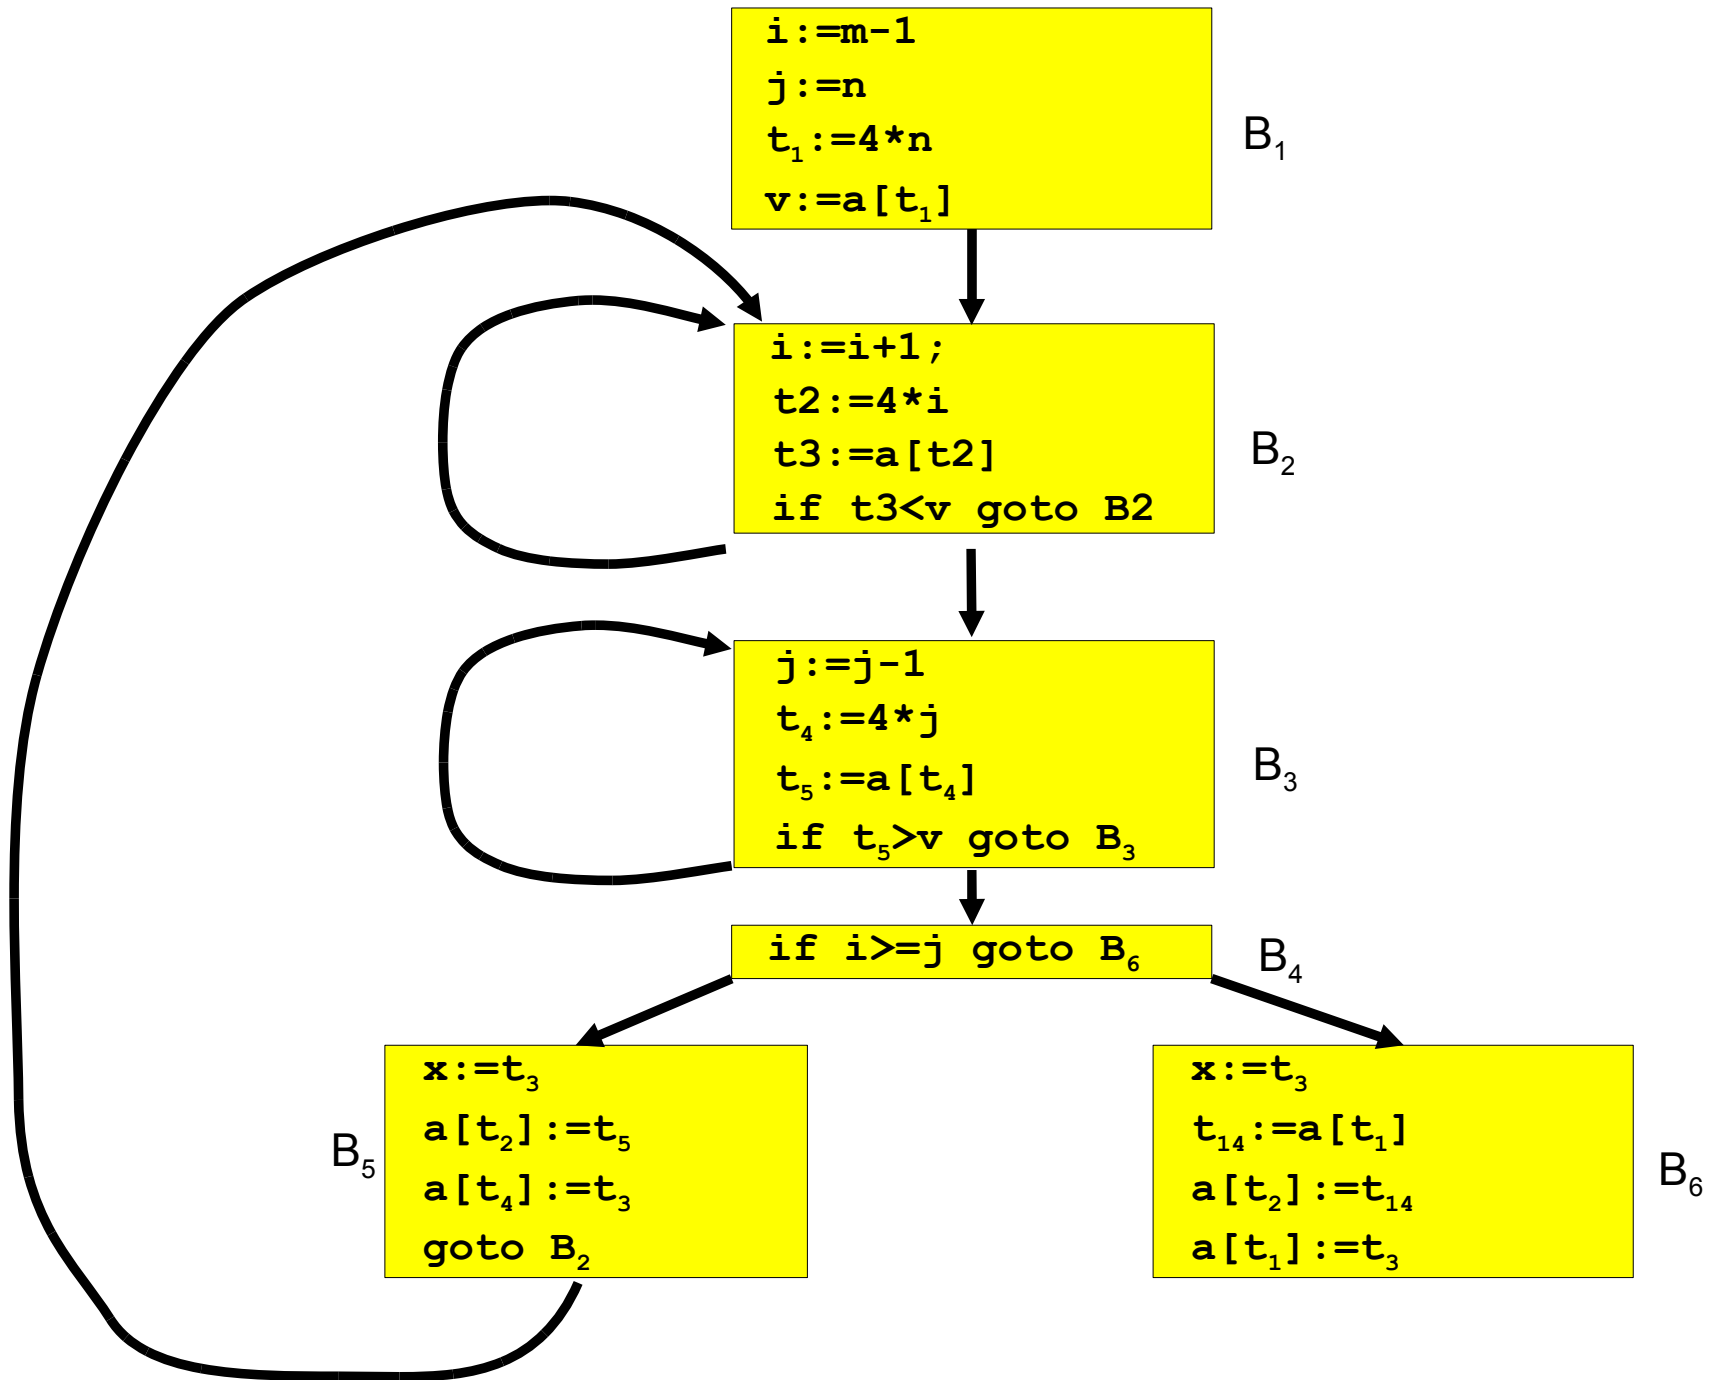 i:=m-1
j:=n
t₁:=4*n
v:=a[t₁]
B₁
i:=i+1;
t2:=4*i
t3:=a[t2]
if t3<v goto B2
B₂
j:=j-1
t₄:=4*j
t₅:=a[t₄]
if t₅>v goto B₃
B₃
if i>=j goto B₆
B₄
x:=t₃
a[t₂]:=t₅
a[t₄]:=t₃
goto B₂
B₅
x:=t₃
t₁₄:=a[t₁]
a[t₂]:=t₁₄
a[t₁]:=t₃
B₆